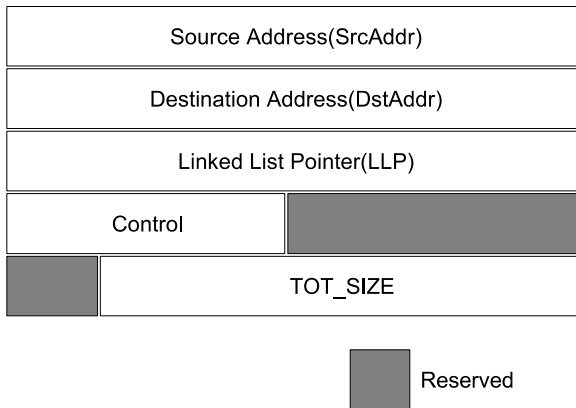 Source Address(SrcAddr)
Destination Address(DstAddr)
Linked List Pointer(LLP)
Control
TOT_SIZE
Reserved